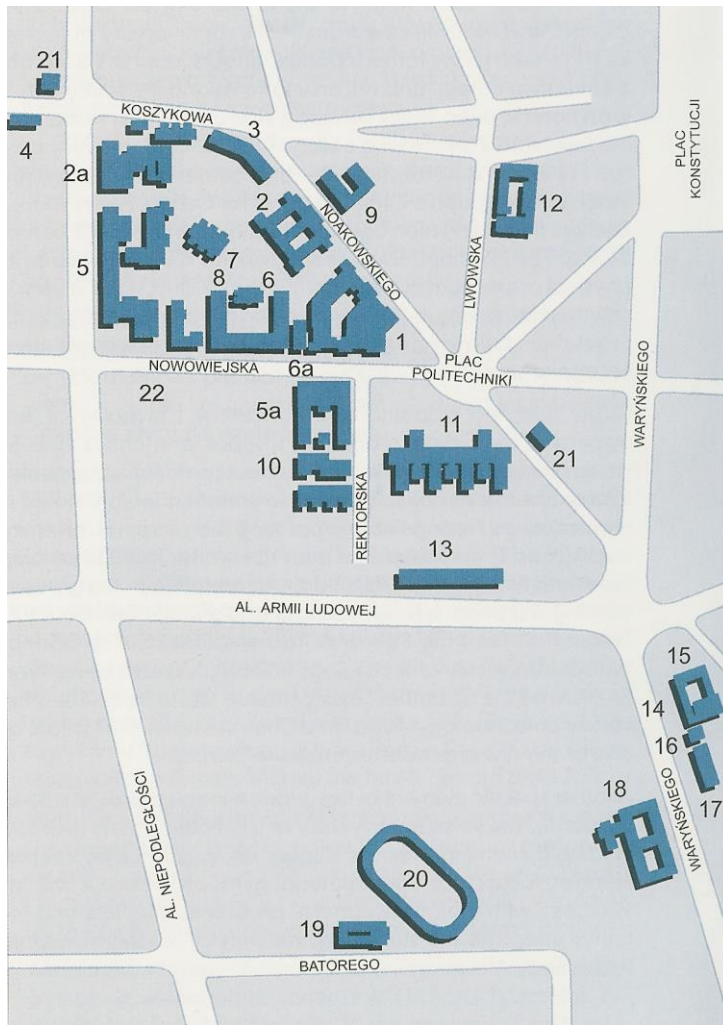 21
KOSZYKOWA
3
4
2a
PLAC
KONSTYTUCJI
2
9
12
NOAKOWSKIEGO
LWOWSKA
5
7
8
6
1
NOWOWIEJSKA
6a
PLAC
POLITECHNIKI
WARYŃSKIEGO
22
5a
11
21
10
REKTORSKA
13
AL. ARMII LUDOWEJ
15
14
16
17
18
WARYŃSKIEGO
AL. NIEPODLEGŁOŚCI
20
19
BATOREGO